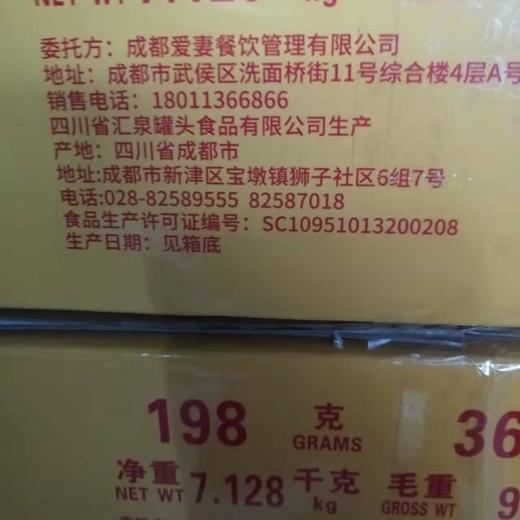 NET WT kg
委托方：成都爱妻餐饮管理有限公司
地址：成都市武侯区洗面桥街11号综合楼4层A号
销售电话：18011366866
四川省汇泉罐头食品有限公司生产
产地：四川省成都市
地址:成都市新津区宝墩镇狮子社区6组7号
电话:028-82589555 82587018
食品生产许可证编号：SC10951013200208
生产日期：见箱底
198 克 GRAMS 36
净重 NET WT 7.128 千克 kg 毛重 GROSS WT 9